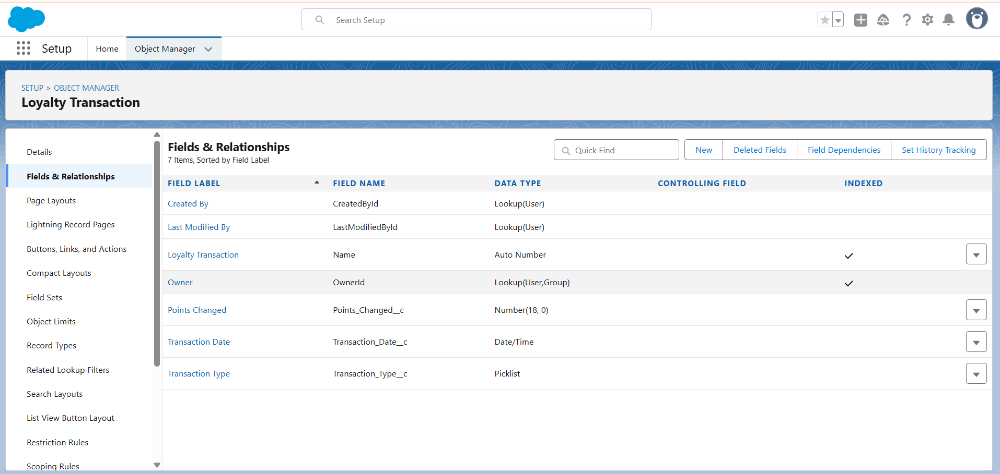 Search Setup
Setup
Home
Object Manager
SETUP > OBJECT MANAGER
Loyalty Transaction
Details
Fields & Relationships
Page Layouts
Lightning Record Pages
Buttons, Links, and Actions
Compact Layouts
Field Sets
Object Limits
Record Types
Related Lookup Filters
Search Layouts
List View Button Layout
Restriction Rules
Scoping Rules
Fields & Relationships
7 Items, Sorted by Field Label
Quick Find
New
Deleted Fields
Field Dependencies
Set History Tracking
FIELD LABEL FIELD NAME DATA TYPE CONTROLLING FIELD INDEXED
Created By CreatedById Lookup(User)
Last Modified By LastModifiedById Lookup(User)
Loyalty Transaction Name Auto Number
Owner OwnerId Lookup(User,Group)
Points Changed Points_Changed__c Number(18, 0)
Transaction Date Transaction_Date__c Date/Time
Transaction Type Transaction_Type__c Picklist